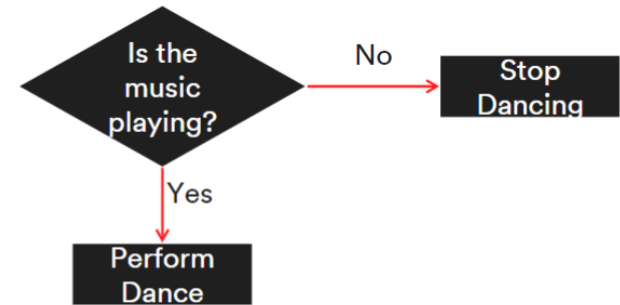 Is the
music
playing?
No
Stop
Dancing
Yes
Perform
Dance